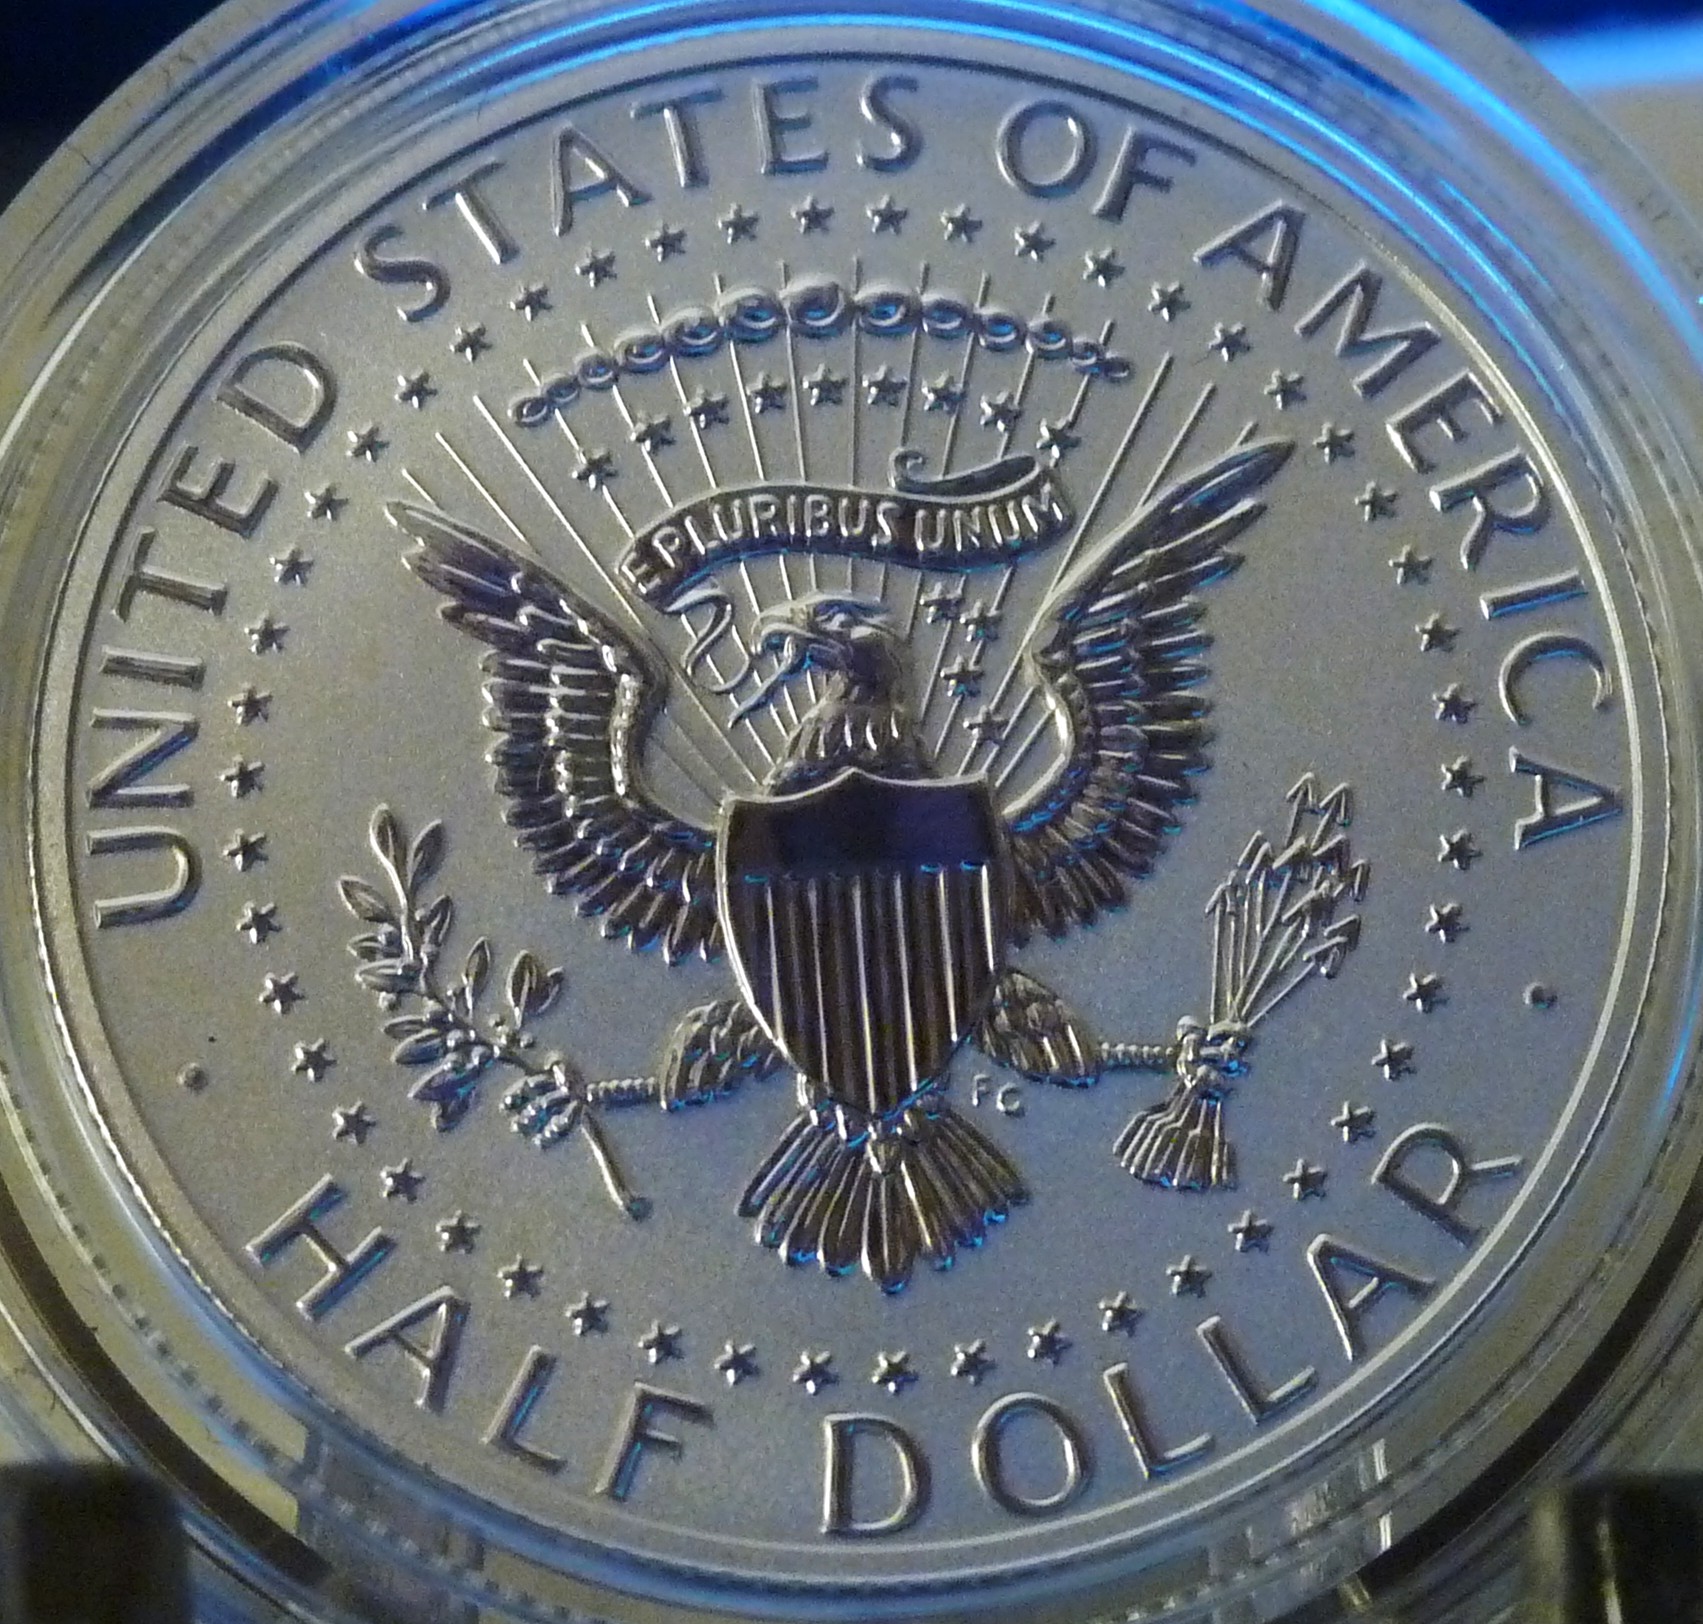 UNITED STATES OF AMERICA
E PLURIBUS UNUM
FG
HALF DOLLAR